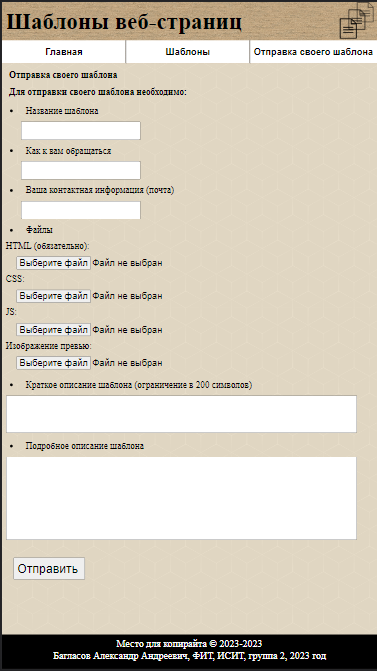 Шаблоны веб-страниц
Главная Шаблоны Отправка своего шаблона
Отправка своего шаблона
Для отправки своего шаблона необходимо:
• Название шаблона
• Как к вам обращаться
• Ваша контактная информация (почта)
• Файлы
HTML (обязательно):
Выберите файл Файл не выбран
CSS:
Выберите файл Файл не выбран
JS:
Выберите файл Файл не выбран
Изображение превью:
Выберите файл Файл не выбран
• Краткое описание шаблона (ограничение в 200 символов)
• Подробное описание шаблона
Отправить
Место для копирайта © 2023-2023
Багласов Александр Андреевич, ФИТ, ИСИТ, группа 2, 2023 год